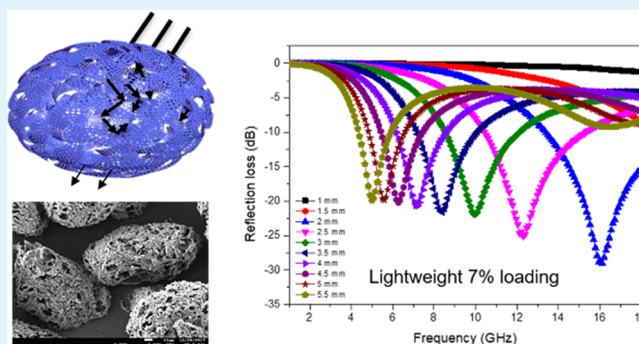 0
-5
-10
-15
-20
-25
-30
-35
Reflection loss (dB)
1 mm
1.5 mm
2 mm
2.5 mm
3 mm
3.5 mm
4 mm
4.5 mm
5 mm
5.5 mm
Lightweight 7% loading
2 4 6 8 10 12 14 16
Frequency (GHz)